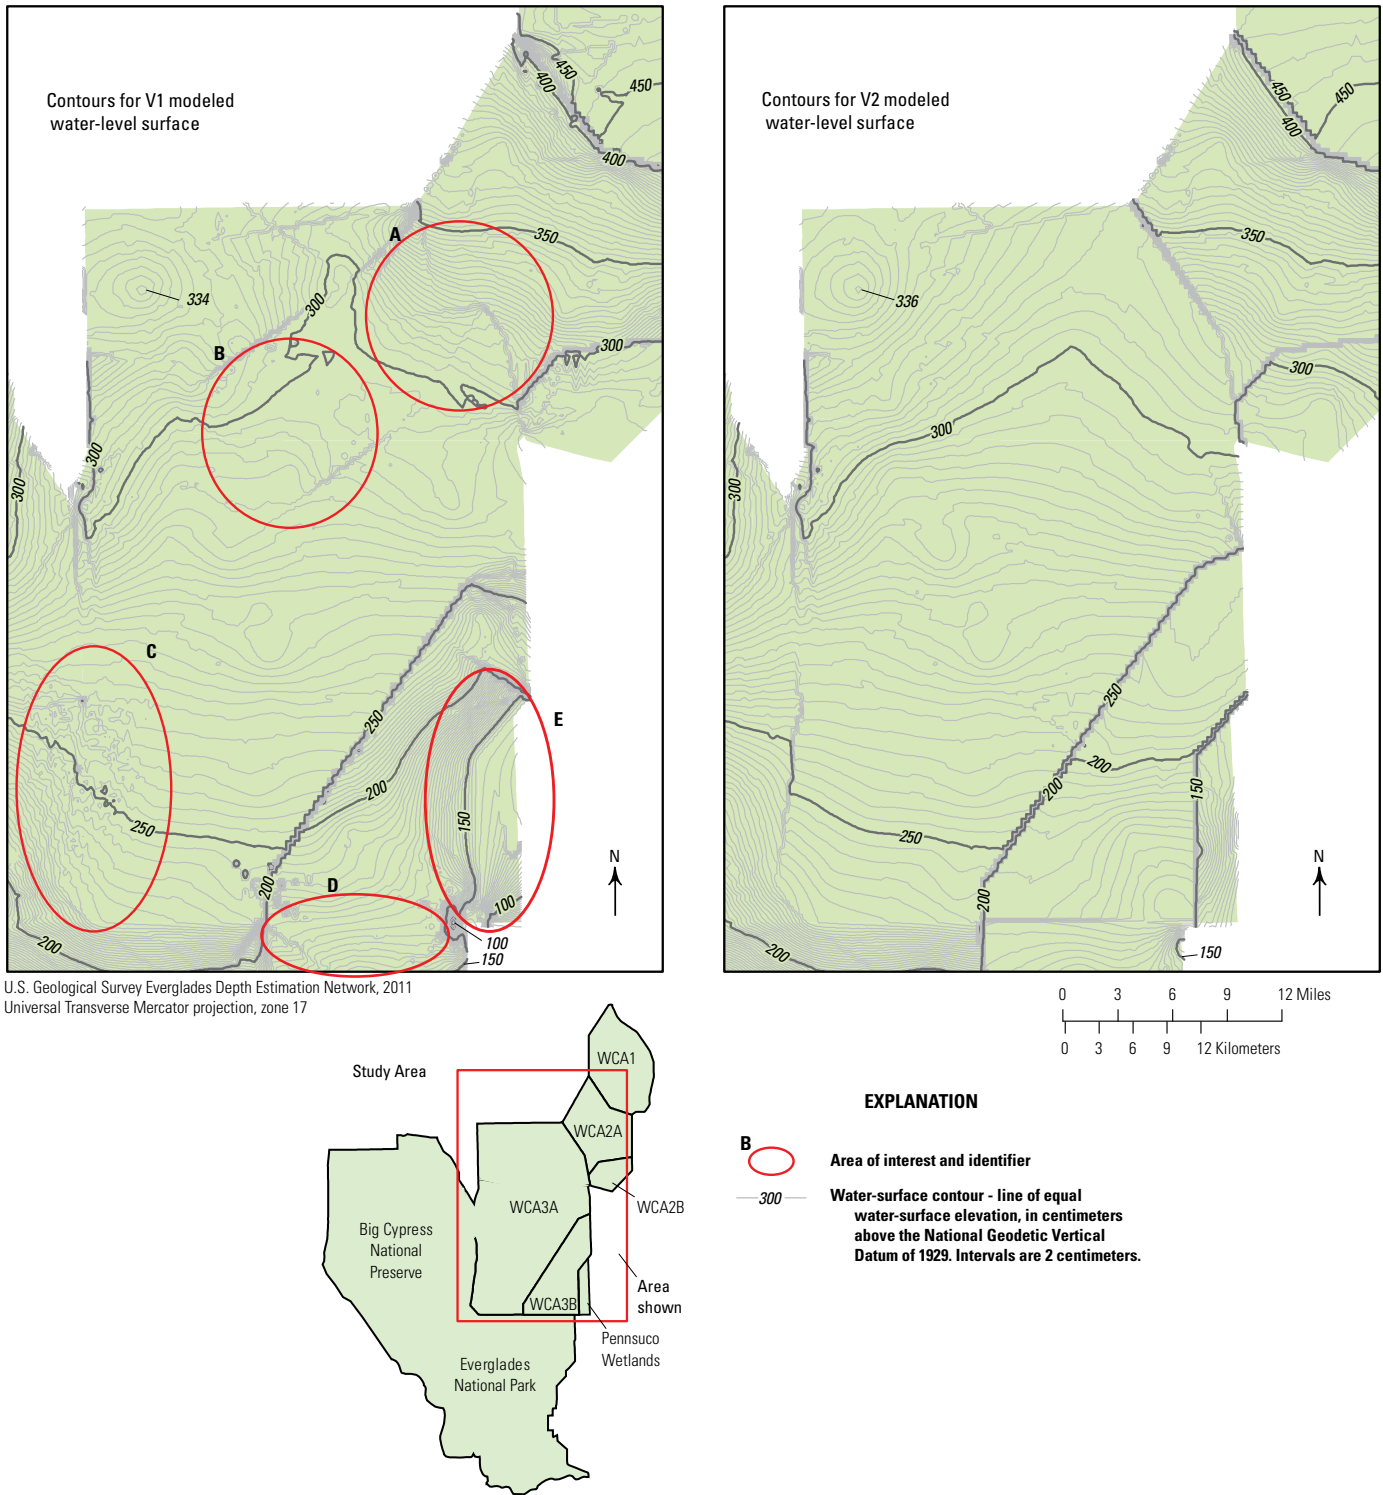 Contours for V1 modeled
water-level surface
450
400
450
400
A
350
334
300
B
300
300
300
C
E
250
200
150
250
D
200
100
200
100
150
N
Contours for V2 modeled
water-level surface
450
450
400
350
336
300
300
300
250
200
200
150
250
200
200
150
N
U.S. Geological Survey Everglades Depth Estimation Network, 2011
Universal Transverse Mercator projection, zone 17
0 3 6 9 12 Miles
0 3 6 9 12 Kilometers
Study Area
WCA1
WCA2A
WCA2B
WCA3A
Big Cypress
National
Preserve
Area
shown
WCA3B
Pennsuco
Wetlands
Everglades
National Park
EXPLANATION
B
Area of interest and identifier
300
Water-surface contour - line of equal
water-surface elevation, in centimeters
above the National Geodetic Vertical
Datum of 1929. Intervals are 2 centimeters.